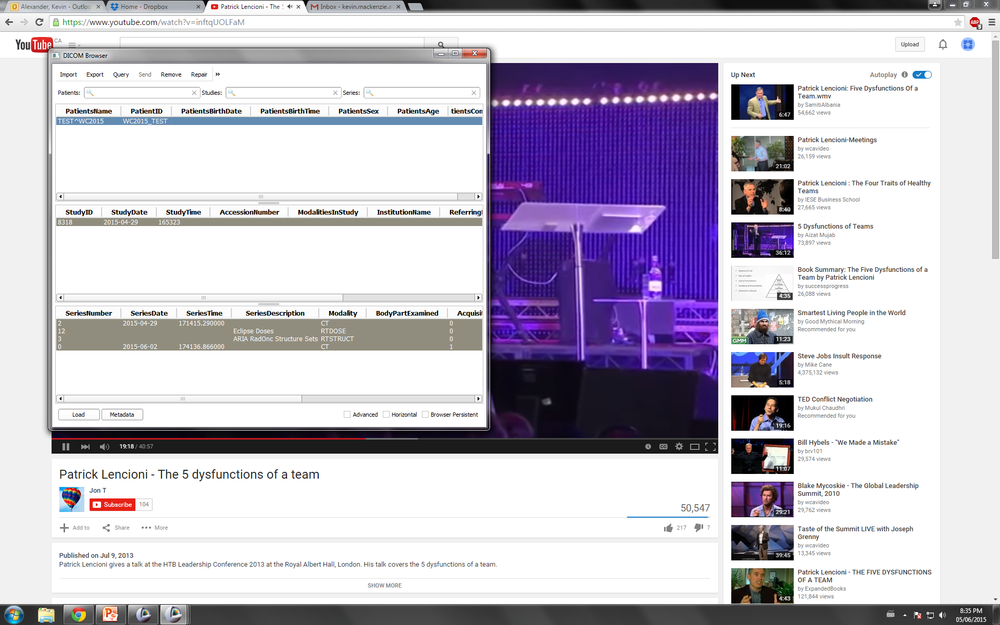 Alexander, Kevin - Outloo
Home - Dropbox
Patrick Lencioni - The 5
Inbox - kevin.mackenzie.a
https://www.youtube.com/watch?v=inftqUOLFaM
ABP
YouTube CA
Upload
DICOM Browser
Import Export Query Send Remove Repair »
Patients: Studies: Series:
PatientsName PatientID PatientsBirthDate PatientsBirthTime PatientsSex PatientsAge tientsCon
TEST^WC2015 WC2015_TEST
StudyID StudyDate StudyTime AccessionNumber ModalitiesInStudy InstitutionName Referring
8318 2015-04-29 165323
SeriesNumber SeriesDate SeriesTime SeriesDescription Modality BodyPartExamined Acquisit
2 2015-04-29 171415.290000 CT 0
12 Eclipse Doses RTDOSE 0
3 ARIA RadOnc Structure Sets RTSTRUCT 0
0 2015-06-02 174136.866000 CT 1
Load Metadata Advanced Horizontal Browser Persistent
19:18 / 40:57 CC
Patrick Lencioni - The 5 dysfunctions of a team
Jon T
Subscribe 104
50,547
Add to Share More 217 7
Published on Jul 9, 2013
Patrick Lencioni gives a talk at the HTB Leadership Conference 2013 at the Royal Albert Hall, London. His talk covers the 5 dysfunctions of a team.
SHOW MORE
Up Next Autoplay
Patrick Lencioni: Five Dysfunctions Of a
Team.wmv
by SamitiAlbania
54,662 views
6:47
Patrick Lencioni-Meetings
by wcavideo
26,159 views
21:02
Patrick Lencioni : The Four Traits of Healthy
Teams
by IESE Business School
27,665 views
8:40
5 Dysfunctions of Teams
by Aizat Mujab
73,897 views
36:12
Book Summary: The Five Dysfunctions of a
Team by Patrick Lencioni
by successprogress
26,088 views
4:35
Smartest Living People in the World
by Good Mythical Morning
Recommended for you
GMM 11:23
Steve Jobs Insult Response
by Mike Cane
4,375,132 views
5:18
TED Conflict Negotiation
by Mukul Chaudhri
Recommended for you
19:16
Bill Hybels - "We Made a Mistake"
by brv101
29,574 views
11:07
Blake Mycoskie - The Global Leadership
Summit, 2010
by wcavideo
29,762 views
29:21
Taste of the Summit LIVE with Joseph
Grenny
by wcavideo
13,345 views
39:45
Patrick Lencioni - THE FIVE DYSFUNCTIONS
OF A TEAM
by ExpandedBooks
121,844 views
4:43
8:35 PM
05/06/2015